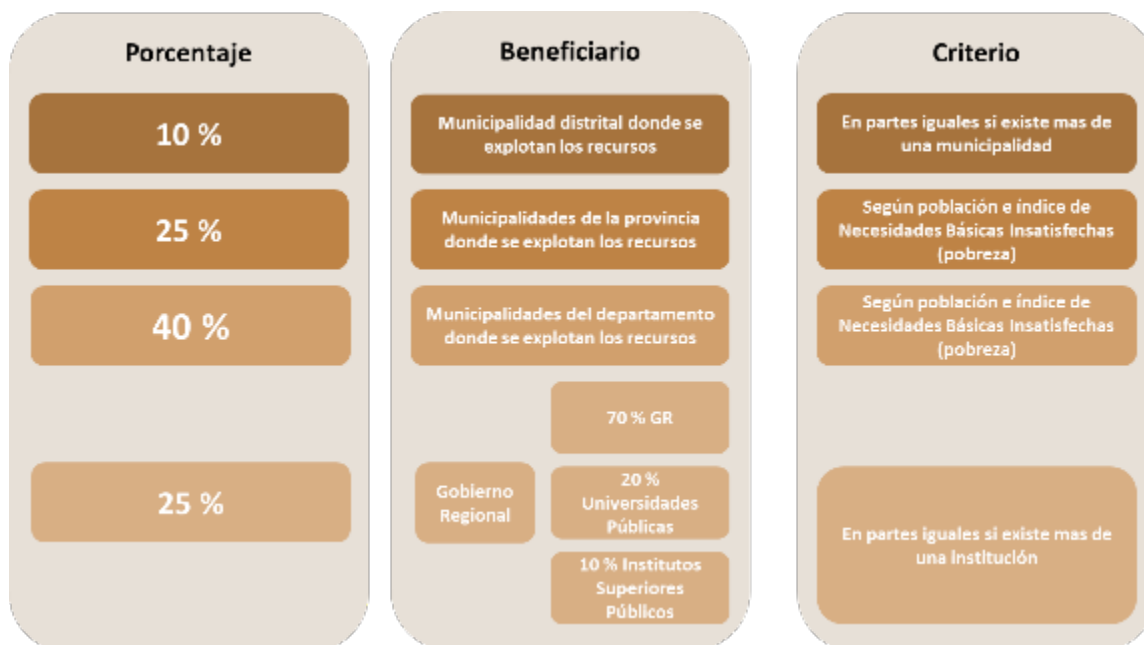 Porcentaje
Beneficiario
Criterio
10 %
Municipalidad distrital donde se
explotan los recursos
En partes iguales si existe mas de
una municipalidad
25 %
Municipalidades de la provincia
donde se explotan los recursos
Según población e índice de
Necesidades Básicas Insatisfechas
(pobreza)
40 %
Municipalidades del departamento
donde se explotan los recursos
Según población e índice de
Necesidades Básicas Insatisfechas
(pobreza)
25 %
Gobierno
Regional
70 % GR
20 %
Universidades
Públicas
10 % Institutos
Superiores
Públicos
En partes iguales si existe mas de
una institución